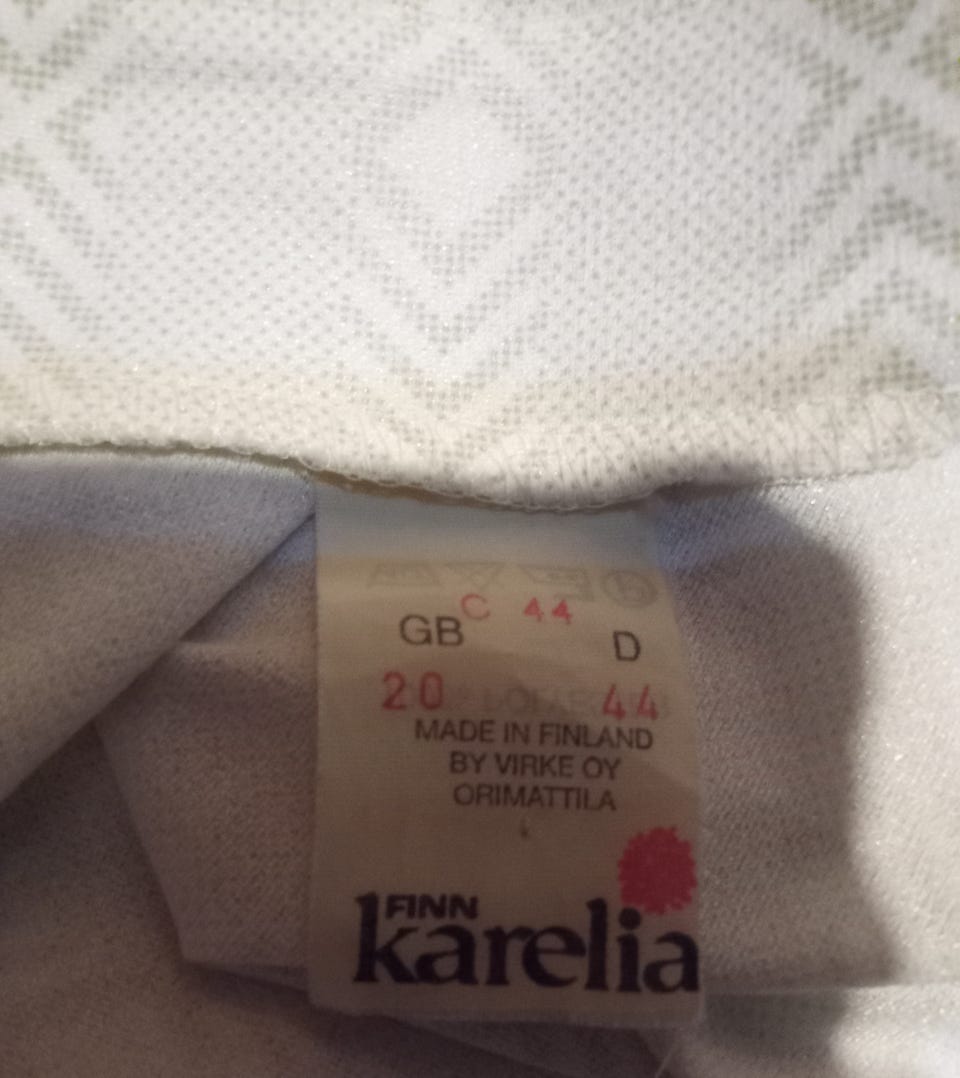 C 44
GB D
20 44
MADE IN FINLAND
BY VIRKE OY
ORIMATTILA
FINN
karelia